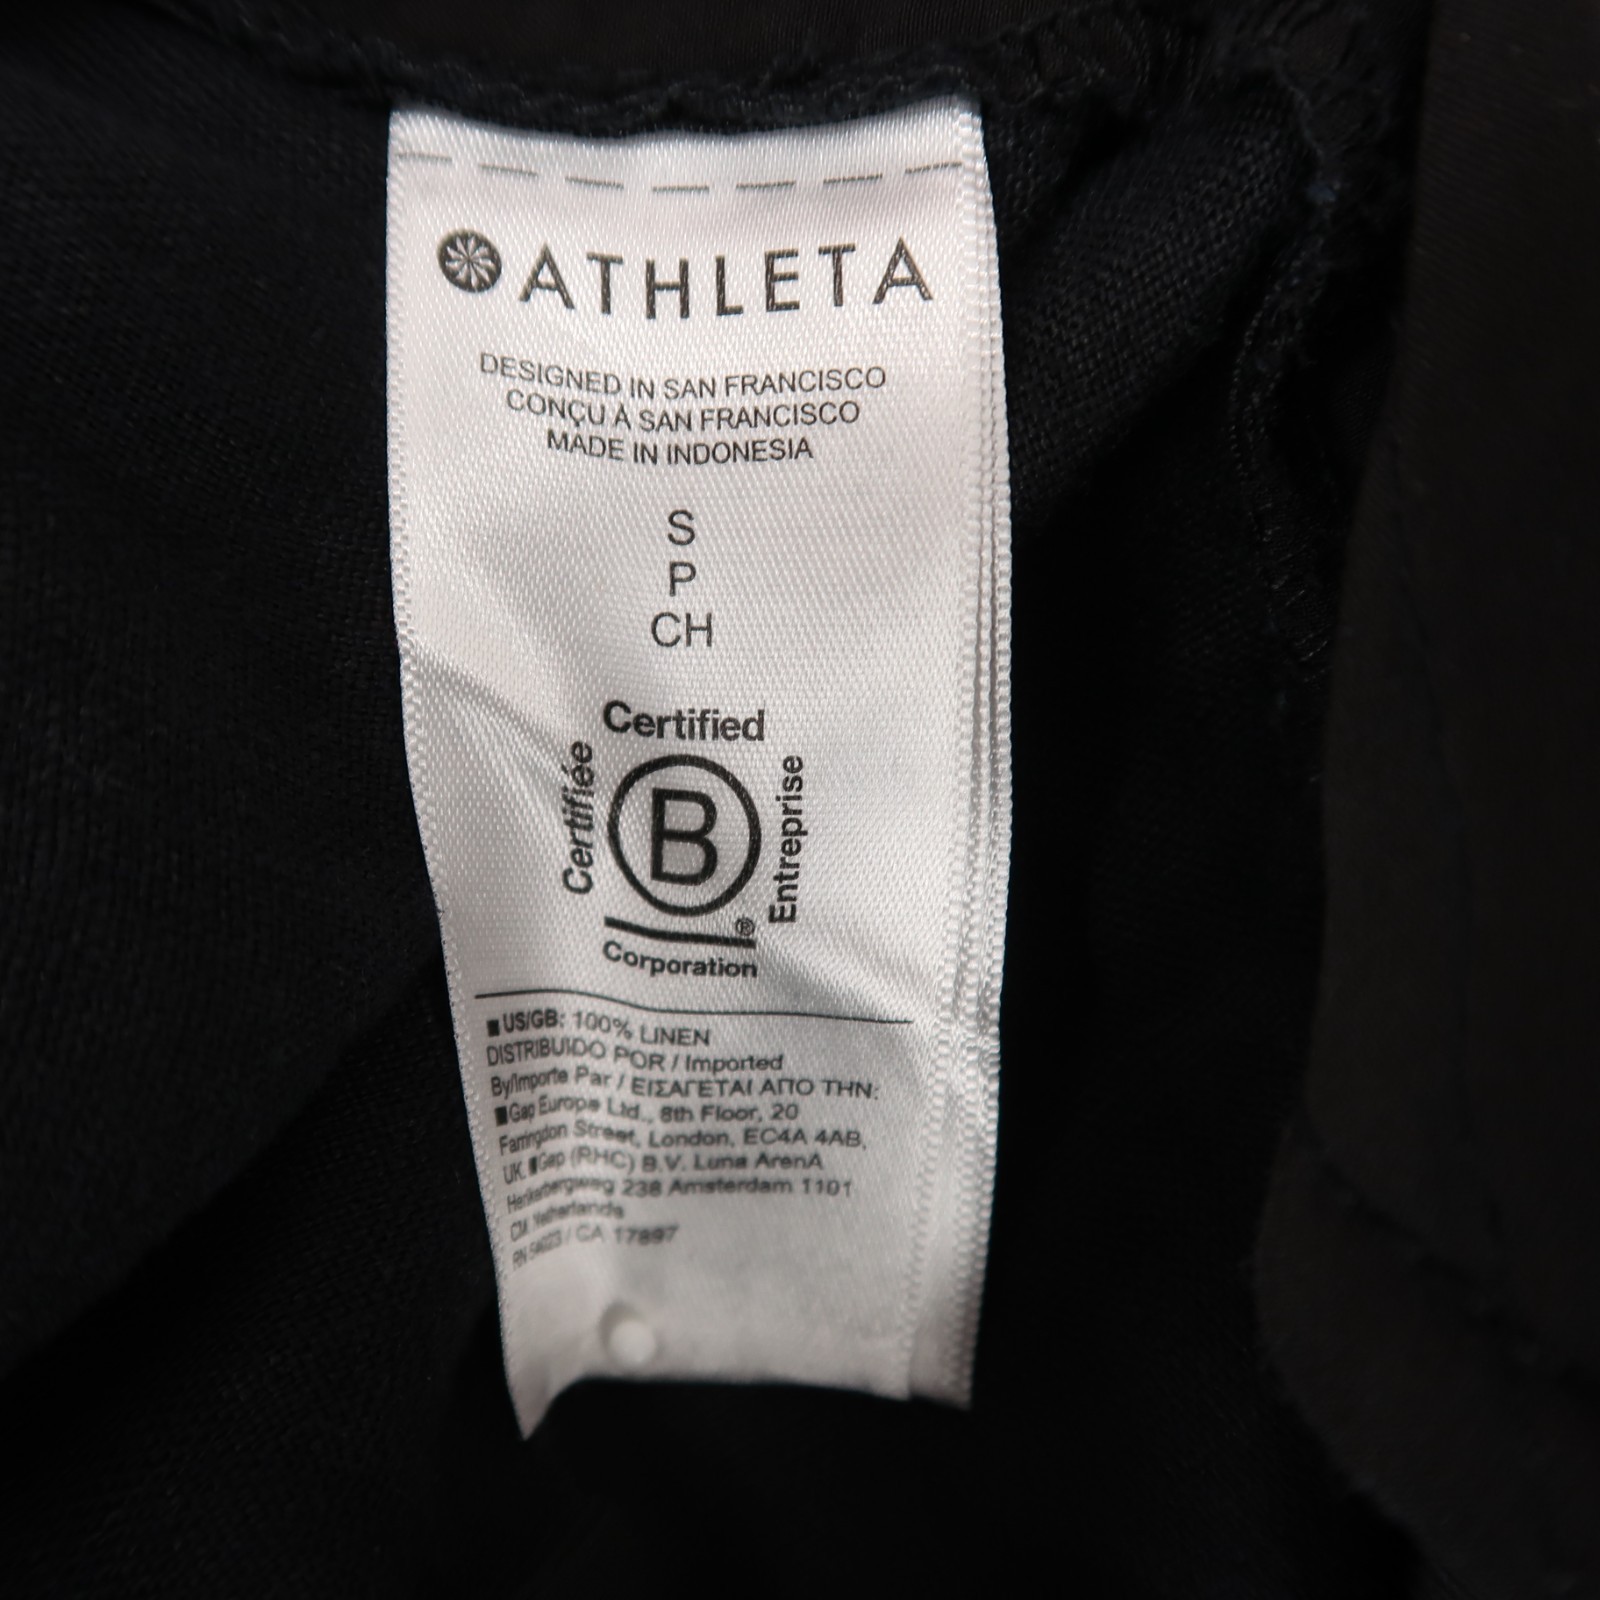 ATHLETA
DESIGNED IN SAN FRANCISCO
CONÇU À SAN FRANCISCO
MADE IN INDONESIA
S
P
CH
Certified
Certifiée
B
Entreprise
®
Corporation
US/GB: 100% LINEN
DISTRIBUIDO POR / Imported
By/Importe Par / ΕΙΣΑΓΕΤΑΙ ΑΠΟ ΤΗΝ:
Gap Europe Ltd., 8th Floor, 20
Farringdon Street, London, EC4A 4AB,
UK. Gap (RHC) B.V. Luna ArenA
238 Amsterdam 1101
CM Netherlands
RN 54023 / CA 17897